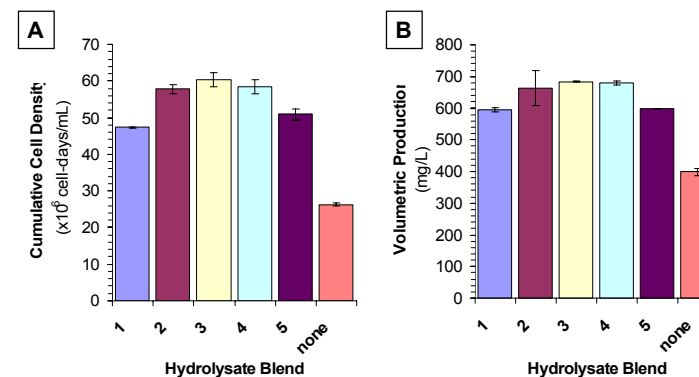 A
Cumulative Cell Density
(x10⁶ cell-days/mL)
70
60
50
40
30
20
10
0
1
2
3
4
5
none
Hydrolysate Blend
B
Volumetric Production
(mg/L)
800
700
600
500
400
300
200
100
0
1
2
3
4
5
none
Hydrolysate Blend